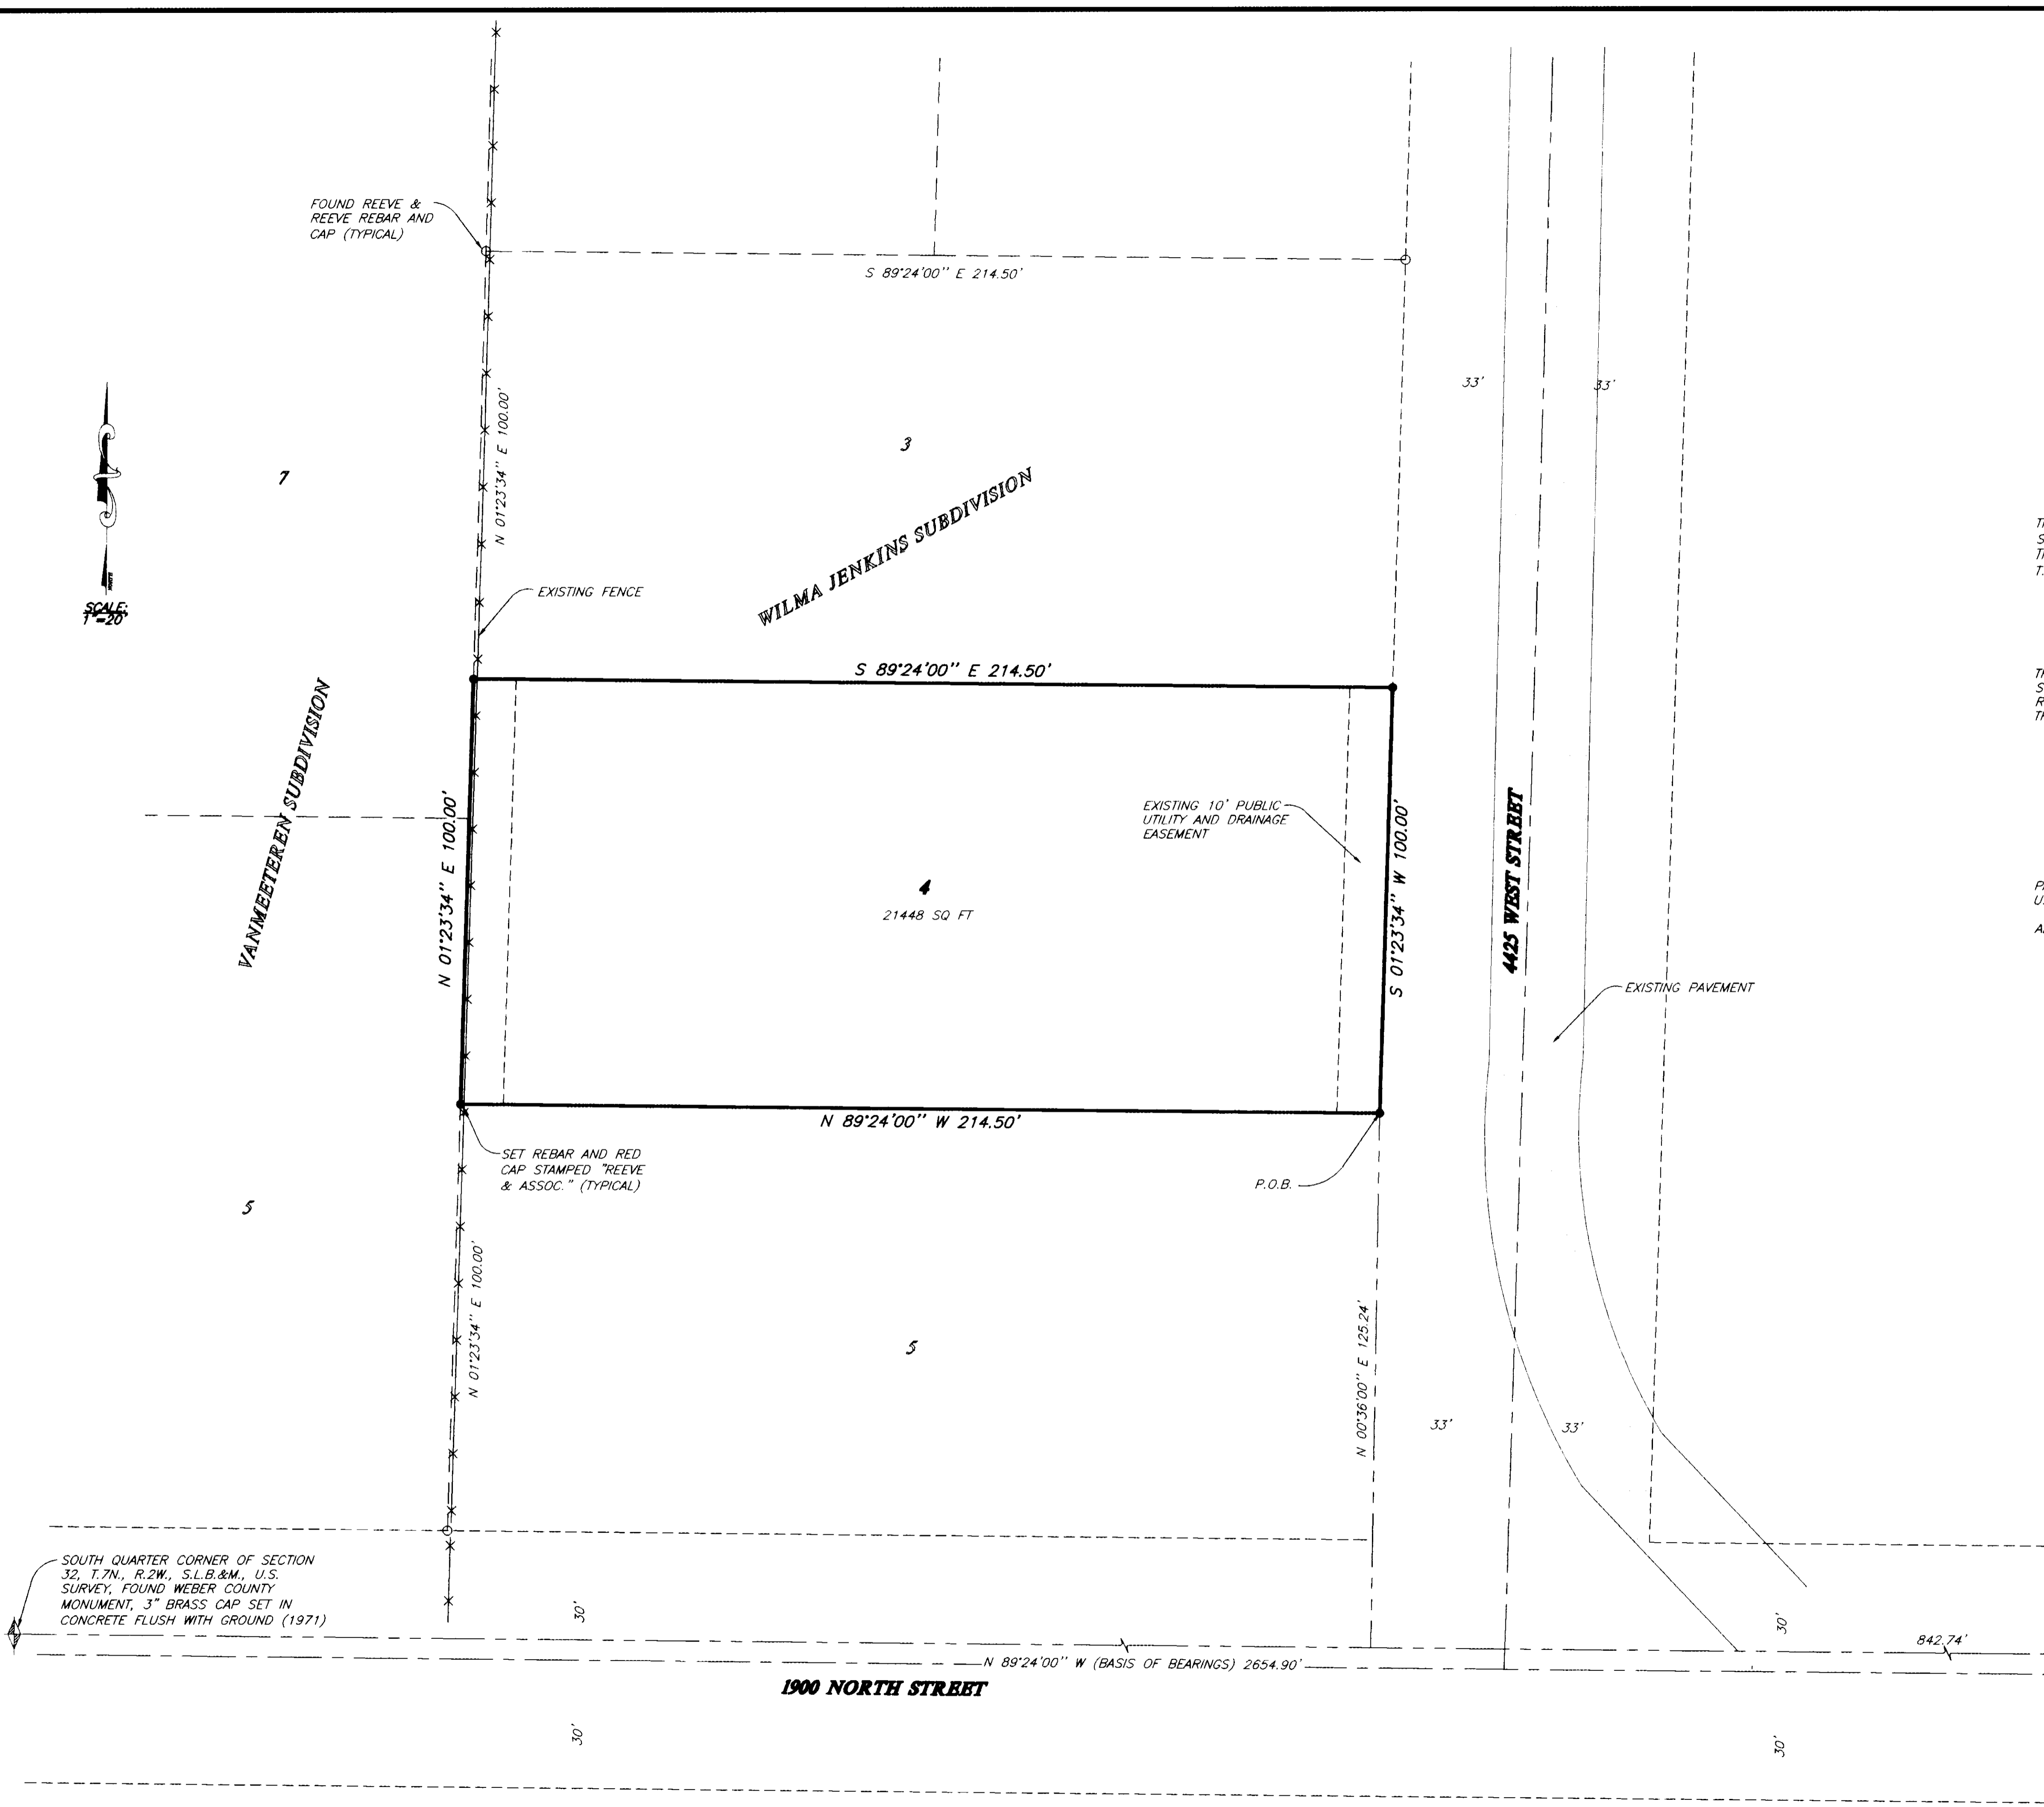 FOUND REEVE &
REEVE REBAR AND
CAP (TYPICAL)
S 89°24'00" E 214.50'
33'
33'
N 01°23'34" E 100.00'
3
7
WILMA JENKINS SUBDIVISION
EXISTING FENCE
SCALE:
1"=20'
S 89°24'00" E 214.50'
VANMEETEREN SUBDIVISION
N 01°23'34" E 100.00'
EXISTING 10' PUBLIC
UTILITY AND DRAINAGE
EASEMENT
S 01°23'34" W 100.00'
4425 WEST STREET
4
21448 SQ FT
EXISTING PAVEMENT
N 89°24'00" W 214.50'
SET REBAR AND RED
CAP STAMPED "REEVE
& ASSOC." (TYPICAL)
P.O.B.
5
N 01°23'34" E 100.00'
5
N 00°36'00" E 125.24'
33'
33'
SOUTH QUARTER CORNER OF SECTION
32, T.7N., R.2W., S.L.B.&M., U.S.
SURVEY, FOUND WEBER COUNTY
MONUMENT, 3" BRASS CAP SET IN
CONCRETE FLUSH WITH GROUND (1971)
30'
30'
842.74'
N 89°24'00" W (BASIS OF BEARINGS) 2654.90'
1900 NORTH STREET
30'
30'